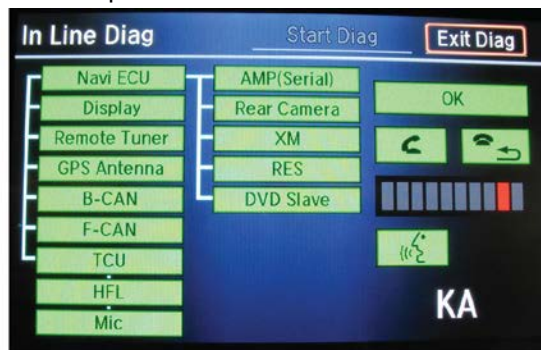 In Line Diag
Start Diag
Exit Diag
Navi ECU
Display
Remote Tuner
GPS Antenna
B-CAN
F-CAN
TCU
HFL
Mic
AMP(Serial)
Rear Camera
XM
RES
DVD Slave
OK
KA